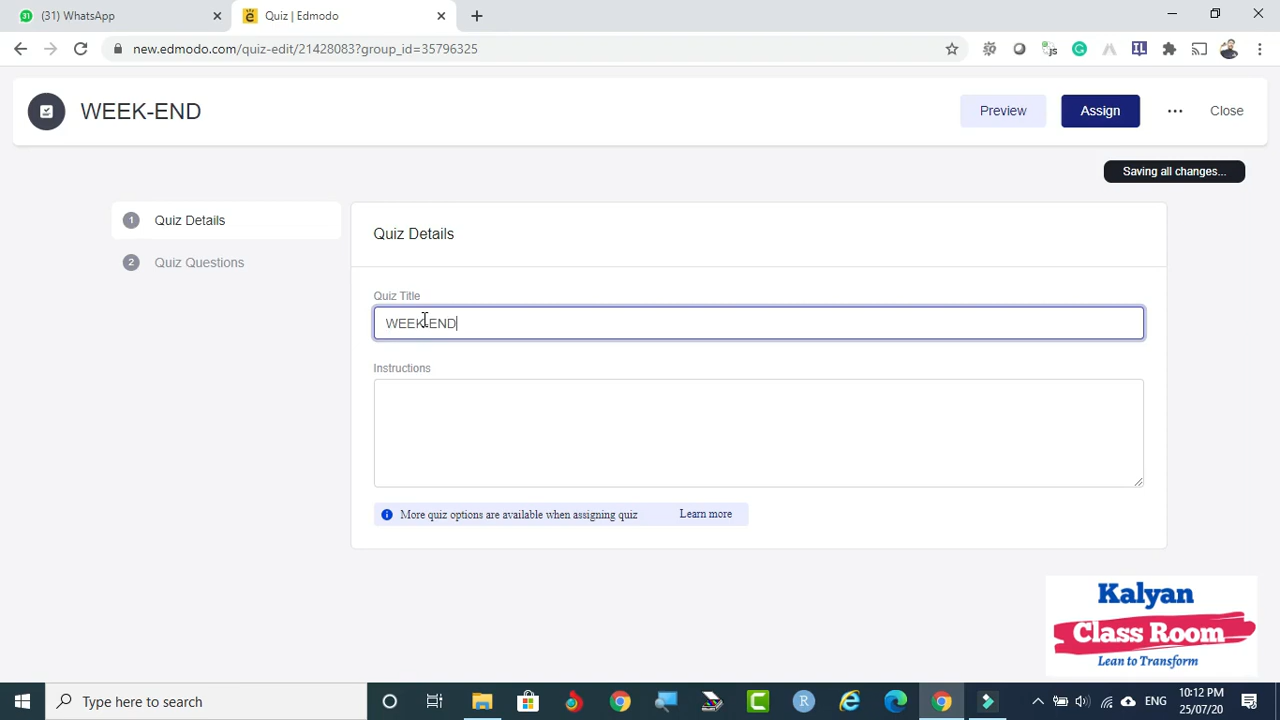 (31) WhatsApp
Quiz | Edmodo
new.edmodo.com/quiz-edit/21428083?group_id=35796325
WEEK-END
Preview
Assign
Close
Saving all changes...
1 Quiz Details
2 Quiz Questions
Quiz Details
Quiz Title
WEEK-END
Instructions
More quiz options are available when assigning quiz
Learn more
Kalyan
Class Room
Lean to Transform
Type here to search
ENG
10:12 PM
25/07/20